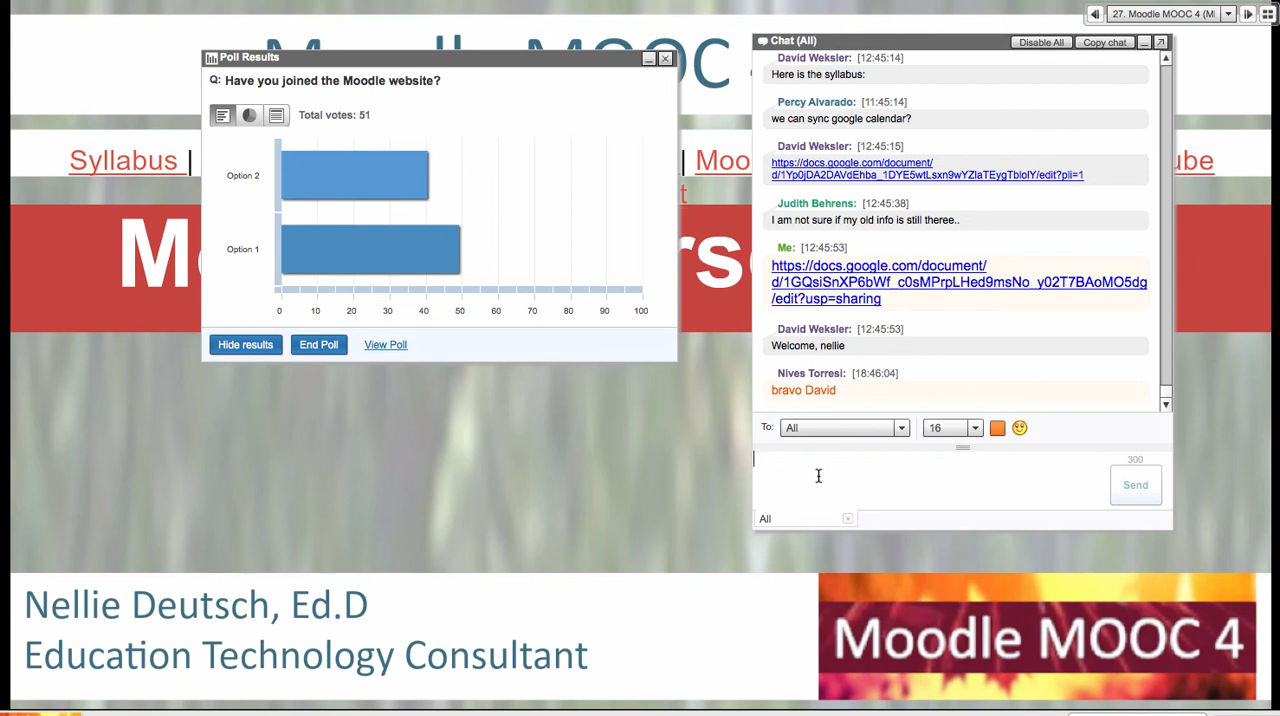 27. Moodle MOOC 4 (MI
Poll Results
Q: Have you joined the Moodle website?
Total votes: 51
Option 2
Option 1
0 10 20 30 40 50 60 70 80 90 100
Hide results End Poll View Poll
Syllabus | | Moo
Chat (All) Disable All Copy chat
David Weksler: [12:45:14]
Here is the syllabus:
Percy Alvarado: [11:45:14]
we can sync google calendar?
David Weksler: [12:45:15]
https://docs.google.com/document/
d/1Yp0jDA2DAVdEhba_1DYE5wtLsxn9wYZIaTEygTbloIY/edit?pli=1
Judith Behrens: [12:45:38]
I am not sure if my old info is still theree..
Me: [12:45:53]
https://docs.google.com/document/
d/1GQsiSnXP6bWf_c0sMPrpLHed9msNo_y02T7BAoMO5dg
/edit?usp=sharing
David Weksler: [12:45:53]
Welcome, nellie
Nives Torresi: [18:46:04]
bravo David
To: All 16
300
Send
All
Nellie Deutsch, Ed.D
Education Technology Consultant
Moodle MOOC 4